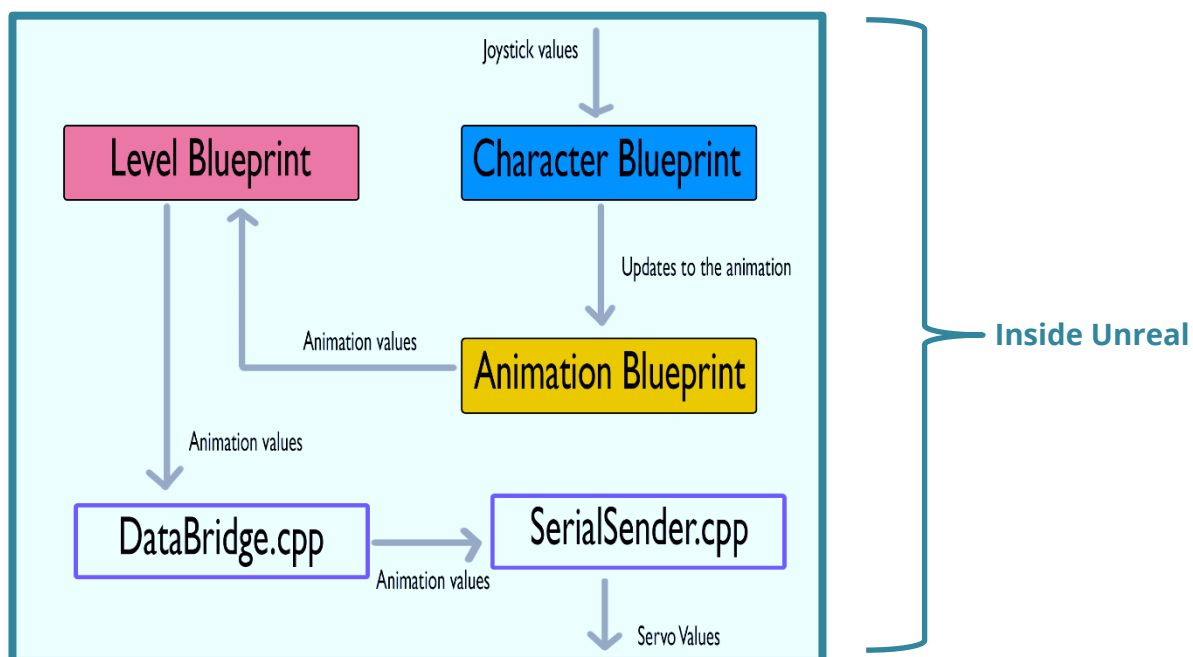 Joystick values
Level Blueprint
Character Blueprint
Updates to the animation
Animation values
Inside Unreal
Animation Blueprint
Animation values
DataBridge.cpp
SerialSender.cpp
Animation values
Servo Values